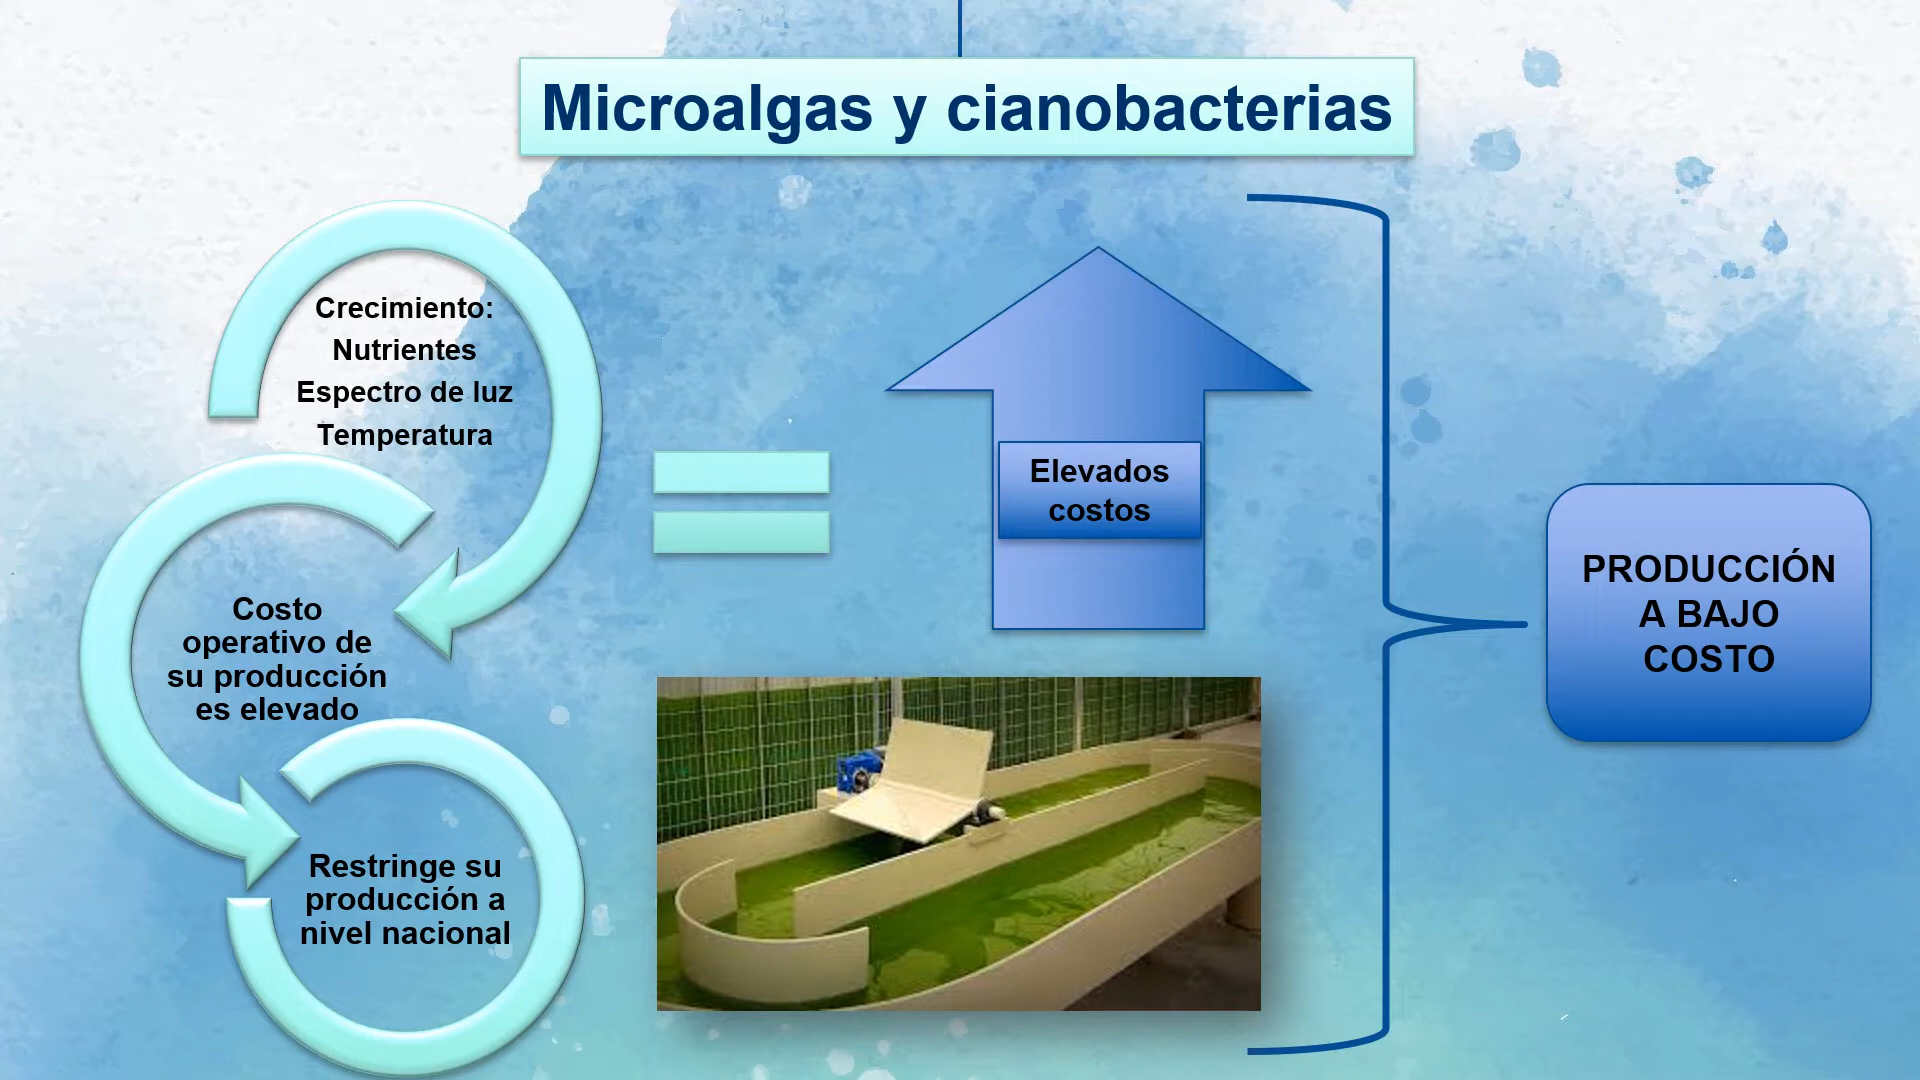 Microalgas y cianobacterias
Crecimiento:
Nutrientes
Espectro de luz
Temperatura
Costo
operativo de
su producción
es elevado
Restringe su
producción a
nivel nacional
Elevados
costos
PRODUCCIÓN
A BAJO
COSTO